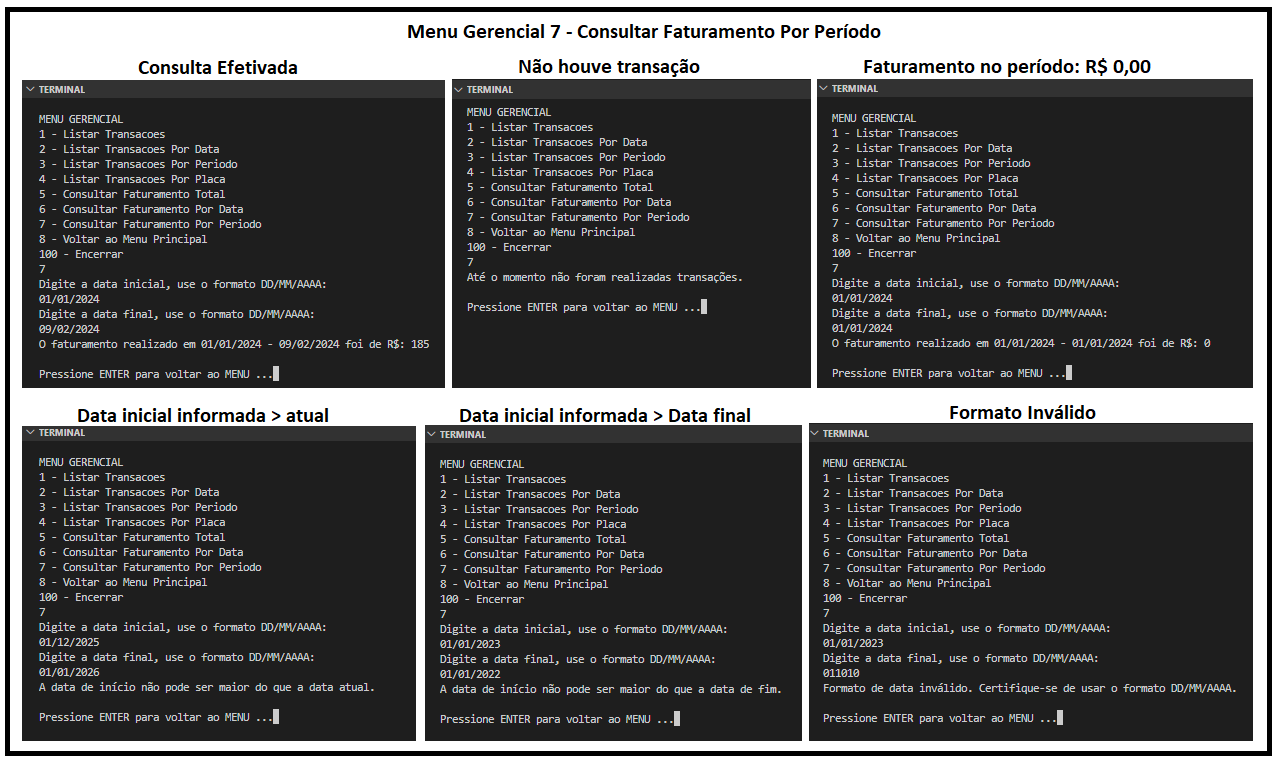 Menu Gerencial 7 - Consultar Faturamento Por Período
Consulta Efetivada
TERMINAL
MENU GERENCIAL
1 - Listar Transacoes
2 - Listar Transacoes Por Data
3 - Listar Transacoes Por Periodo
4 - Listar Transacoes Por Placa
5 - Consultar Faturamento Total
6 - Consultar Faturamento Por Data
7 - Consultar Faturamento Por Periodo
8 - Voltar ao Menu Principal
100 - Encerrar
7
Digite a data inicial, use o formato DD/MM/AAAA:
01/01/2024
Digite a data final, use o formato DD/MM/AAAA:
09/02/2024
O faturamento realizado em 01/01/2024 - 09/02/2024 foi de R$: 185
Pressione ENTER para voltar ao MENU ...
Não houve transação
TERMINAL
MENU GERENCIAL
1 - Listar Transacoes
2 - Listar Transacoes Por Data
3 - Listar Transacoes Por Periodo
4 - Listar Transacoes Por Placa
5 - Consultar Faturamento Total
6 - Consultar Faturamento Por Data
7 - Consultar Faturamento Por Periodo
8 - Voltar ao Menu Principal
100 - Encerrar
7
Até o momento não foram realizadas transações.
Pressione ENTER para voltar ao MENU ...
Faturamento no período: R$ 0,00
TERMINAL
MENU GERENCIAL
1 - Listar Transacoes
2 - Listar Transacoes Por Data
3 - Listar Transacoes Por Periodo
4 - Listar Transacoes Por Placa
5 - Consultar Faturamento Total
6 - Consultar Faturamento Por Data
7 - Consultar Faturamento Por Periodo
8 - Voltar ao Menu Principal
100 - Encerrar
7
Digite a data inicial, use o formato DD/MM/AAAA:
01/01/2024
Digite a data final, use o formato DD/MM/AAAA:
01/01/2024
O faturamento realizado em 01/01/2024 - 01/01/2024 foi de R$: 0
Pressione ENTER para voltar ao MENU ...
Data inicial informada > atual
TERMINAL
MENU GERENCIAL
1 - Listar Transacoes
2 - Listar Transacoes Por Data
3 - Listar Transacoes Por Periodo
4 - Listar Transacoes Por Placa
5 - Consultar Faturamento Total
6 - Consultar Faturamento Por Data
7 - Consultar Faturamento Por Periodo
8 - Voltar ao Menu Principal
100 - Encerrar
7
Digite a data inicial, use o formato DD/MM/AAAA:
01/12/2025
Digite a data final, use o formato DD/MM/AAAA:
01/01/2026
A data de início não pode ser maior do que a data atual.
Pressione ENTER para voltar ao MENU ...
Data inicial informada > Data final
TERMINAL
MENU GERENCIAL
1 - Listar Transacoes
2 - Listar Transacoes Por Data
3 - Listar Transacoes Por Periodo
4 - Listar Transacoes Por Placa
5 - Consultar Faturamento Total
6 - Consultar Faturamento Por Data
7 - Consultar Faturamento Por Periodo
8 - Voltar ao Menu Principal
100 - Encerrar
7
Digite a data inicial, use o formato DD/MM/AAAA:
01/01/2023
Digite a data final, use o formato DD/MM/AAAA:
01/01/2022
A data de início não pode ser maior do que a data de fim.
Pressione ENTER para voltar ao MENU ...
Formato Inválido
TERMINAL
MENU GERENCIAL
1 - Listar Transacoes
2 - Listar Transacoes Por Data
3 - Listar Transacoes Por Periodo
4 - Listar Transacoes Por Placa
5 - Consultar Faturamento Total
6 - Consultar Faturamento Por Data
7 - Consultar Faturamento Por Periodo
8 - Voltar ao Menu Principal
100 - Encerrar
7
Digite a data inicial, use o formato DD/MM/AAAA:
01/01/2023
Digite a data final, use o formato DD/MM/AAAA:
011010
Formato de data inválido. Certifique-se de usar o formato DD/MM/AAAA.
Pressione ENTER para voltar ao MENU ...